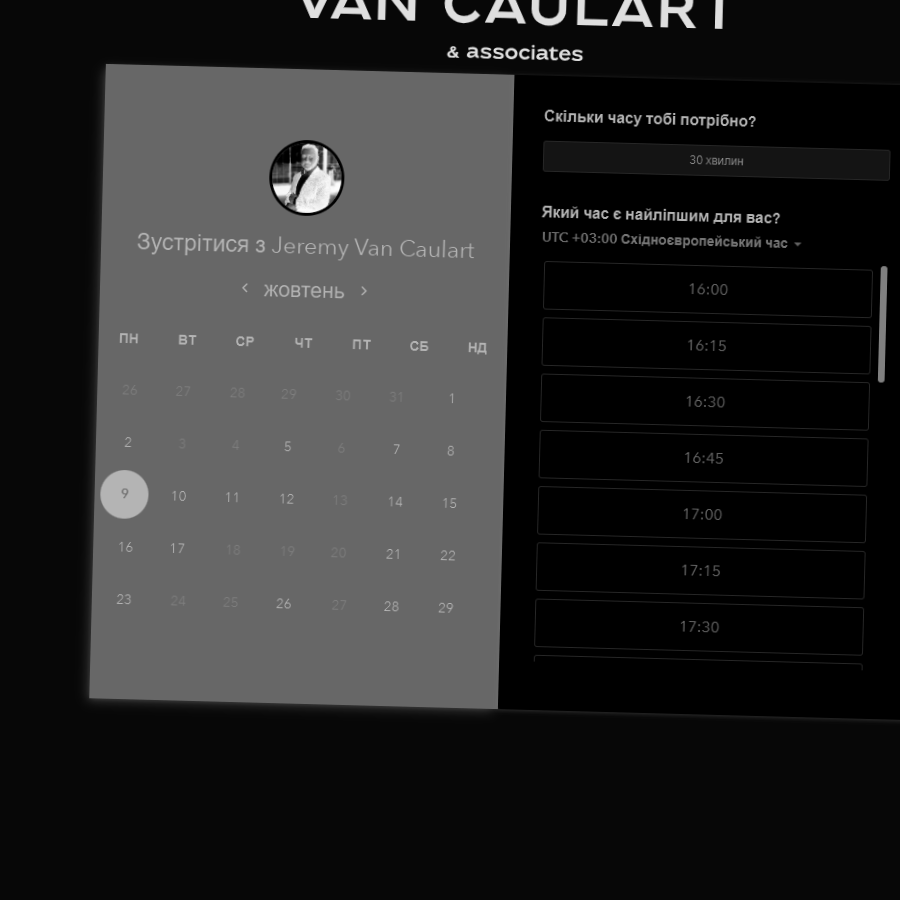 VAN CAULART
& associates
Зустрітися з Jeremy Van Caulart
жовтень
ПН ВТ СР ЧТ ПТ СБ НД
26 27 28 29 30 31 1
2 3 4 5 6 7 8
9 10 11 12 13 14 15
16 17 18 19 20 21 22
23 24 25 26 27 28 29
Скільки часу тобі потрібно?
30 хвилин
Який час є найліпшим для вас?
UTC +03:00 Східноєвропейський час
16:00
16:15
16:30
16:45
17:00
17:15
17:30